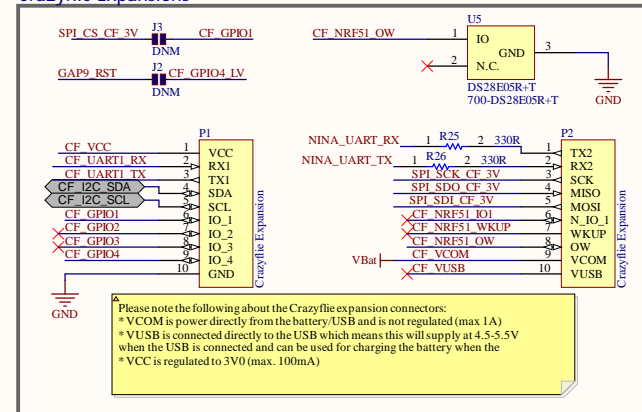 Crazyflie Expansions
SPI_CS_CF_3V J3 CF_GPIO1
DNM
GAP9_RST J2 CF_GPIO4_LV
DNM
CF_NRF51_OW 1 IO
2 N.C.
GND 3
U5
DS28E05R+T
700-DS28E05R+T
GND
P1
CF_VCC 1 VCC
CF_UART1_RX 2 RX1
CF_UART1_TX 3 TX1
CF_I2C_SDA 4 SDA
CF_I2C_SCL 5 SCL
CF_GPIO1 6 IO_1
CF_GPIO2 7 IO_2
CF_GPIO3 8 IO_3
CF_GPIO4 9 IO_4
10 GND
Crazyflie Expansion
GND
P2
NINA_UART_RX 1 R25 2 330R 1 TX2
NINA_UART_TX 1 R26 2 330R 2 RX2
SPI_SCK_CF_3V 3 SCK
SPI_SDO_CF_3V 4 MISO
SPI_SDI_CF_3V 5 MOSI
CF_NRF51_IO1 6 N_IO_1
CF_NRF51_WKUP 7 WKUP
CF_NRF51_OW 8 OW
VBat CF_VCOM 9 VCOM
CF_VUSB 10 VUSB
Crazyflie Expansion
Please note the following about the Crazyflie expansion connectors:
* VCOM is power directly from the battery/USB and is not regulated (max 1A)
* VUSB is connected directly to the USB which means this will supply at 4.5-5.5V
when the USB is connected and can be used for charging the battery when the
* VCC is regulated to 3V0 (max. 100mA)